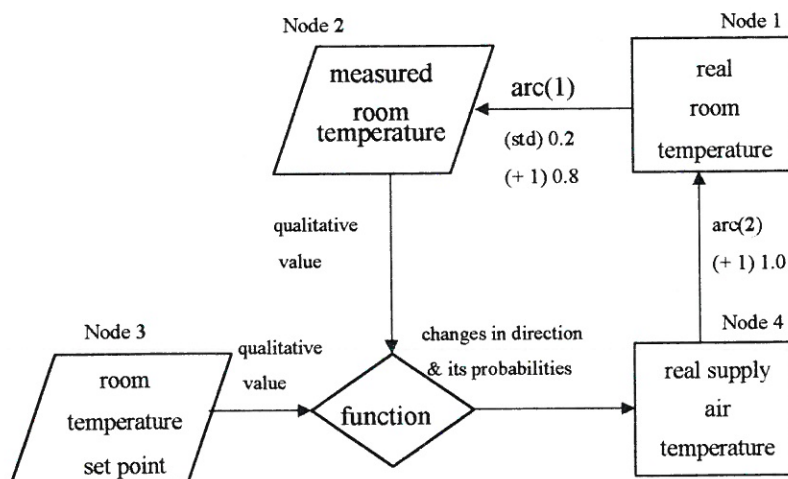 Node 2
measured
room
temperature
arc(1)
(std) 0.2
(+ 1) 0.8
Node 1
real
room
temperature
arc(2)
(+ 1) 1.0
qualitative
value
Node 3
room
temperature
set point
qualitative
value
function
changes in direction
& its probabilities
Node 4
real supply
air
temperature